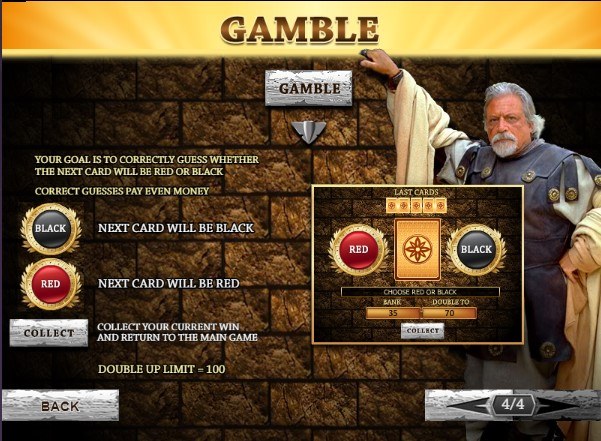 GAMBLE
GAMBLE
YOUR GOAL IS TO CORRECTLY GUESS WHETHER
THE NEXT CARD WILL BE RED OR BLACK
CORRECT GUESSES PAY EVEN MONEY
BLACK
NEXT CARD WILL BE BLACK
RED
NEXT CARD WILL BE RED
COLLECT
COLLECT YOUR CURRENT WIN
AND RETURN TO THE MAIN GAME
DOUBLE UP LIMIT = 100
LAST CARDS
RED
BLACK
CHOOSE RED OR BLACK
BANK
DOUBLE TO
35
70
COLLECT
BACK
4/4